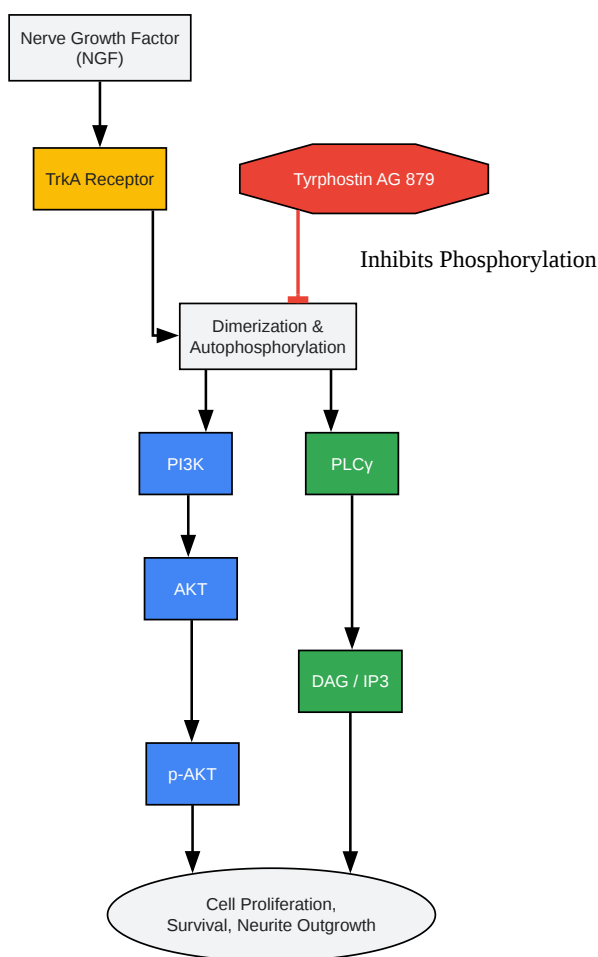 Nerve Growth Factor
(NGF)
TrkA Receptor
Tyrphostin AG 879
Inhibits Phosphorylation
Dimerization &
Autophosphorylation
PI3K
PLCγ
AKT
DAG / IP3
p-AKT
Cell Proliferation,
Survival, Neurite Outgrowth